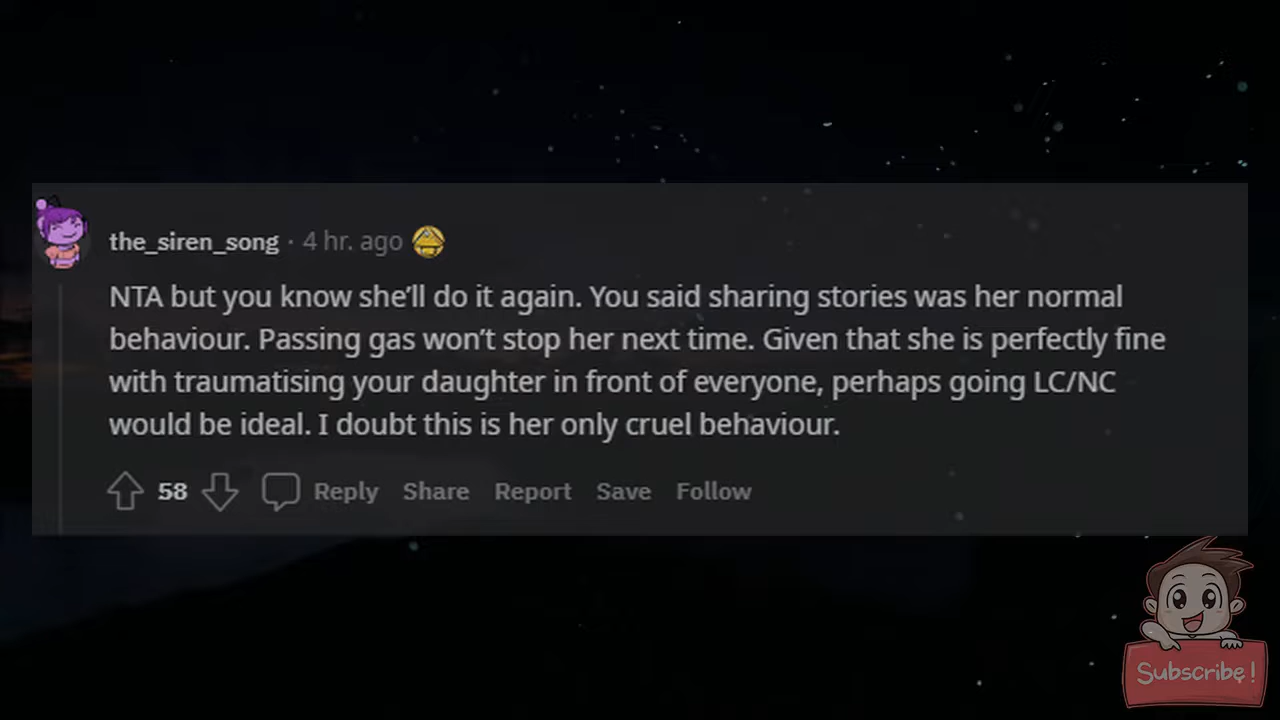 the_siren_song · 4 hr. ago
NTA but you know she’ll do it again. You said sharing stories was her normal
behaviour. Passing gas won’t stop her next time. Given that she is perfectly fine
with traumatising your daughter in front of everyone, perhaps going LC/NC
would be ideal. I doubt this is her only cruel behaviour.
58 Reply Share Report Save Follow
Subscribe!